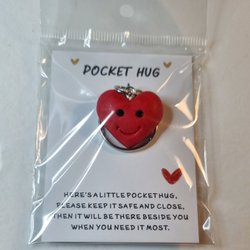 POCKET HUG
HERE'S A LITTLE POCKET HUG,
PLEASE KEEP IT SAFE AND CLOSE,
THEN IT WILL BE THERE BESIDE YOU
WHEN YOU NEED IT MOST.